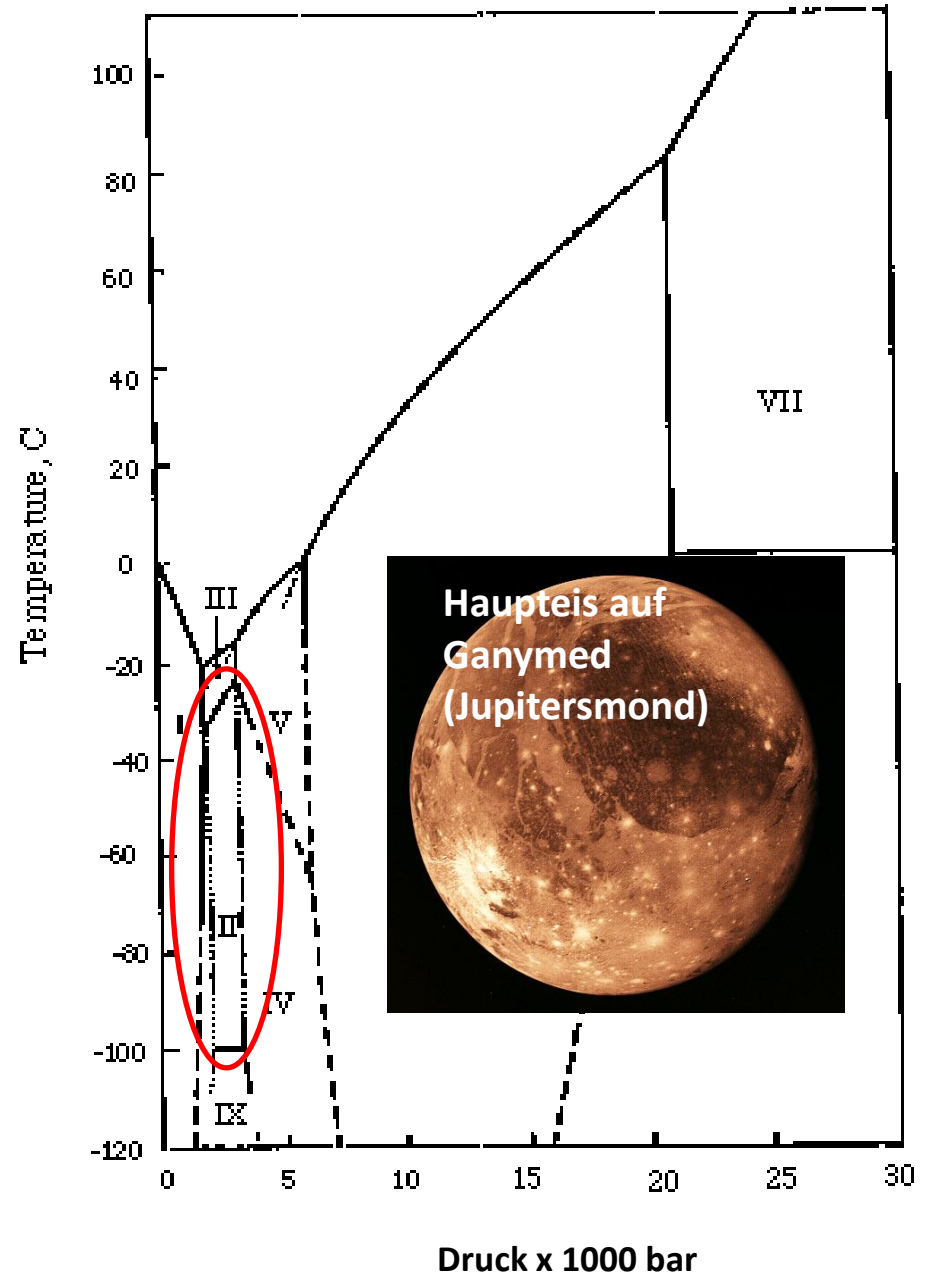 100
80
60
40
20
0
-20
-40
-60
-80
-100
-120
Temperature, C
VII
III
I
V
II
IV
IX
Haupteis auf
Ganymed
(Jupitersmond)
0 5 10 15 20 25 30
Druck x 1000 bar